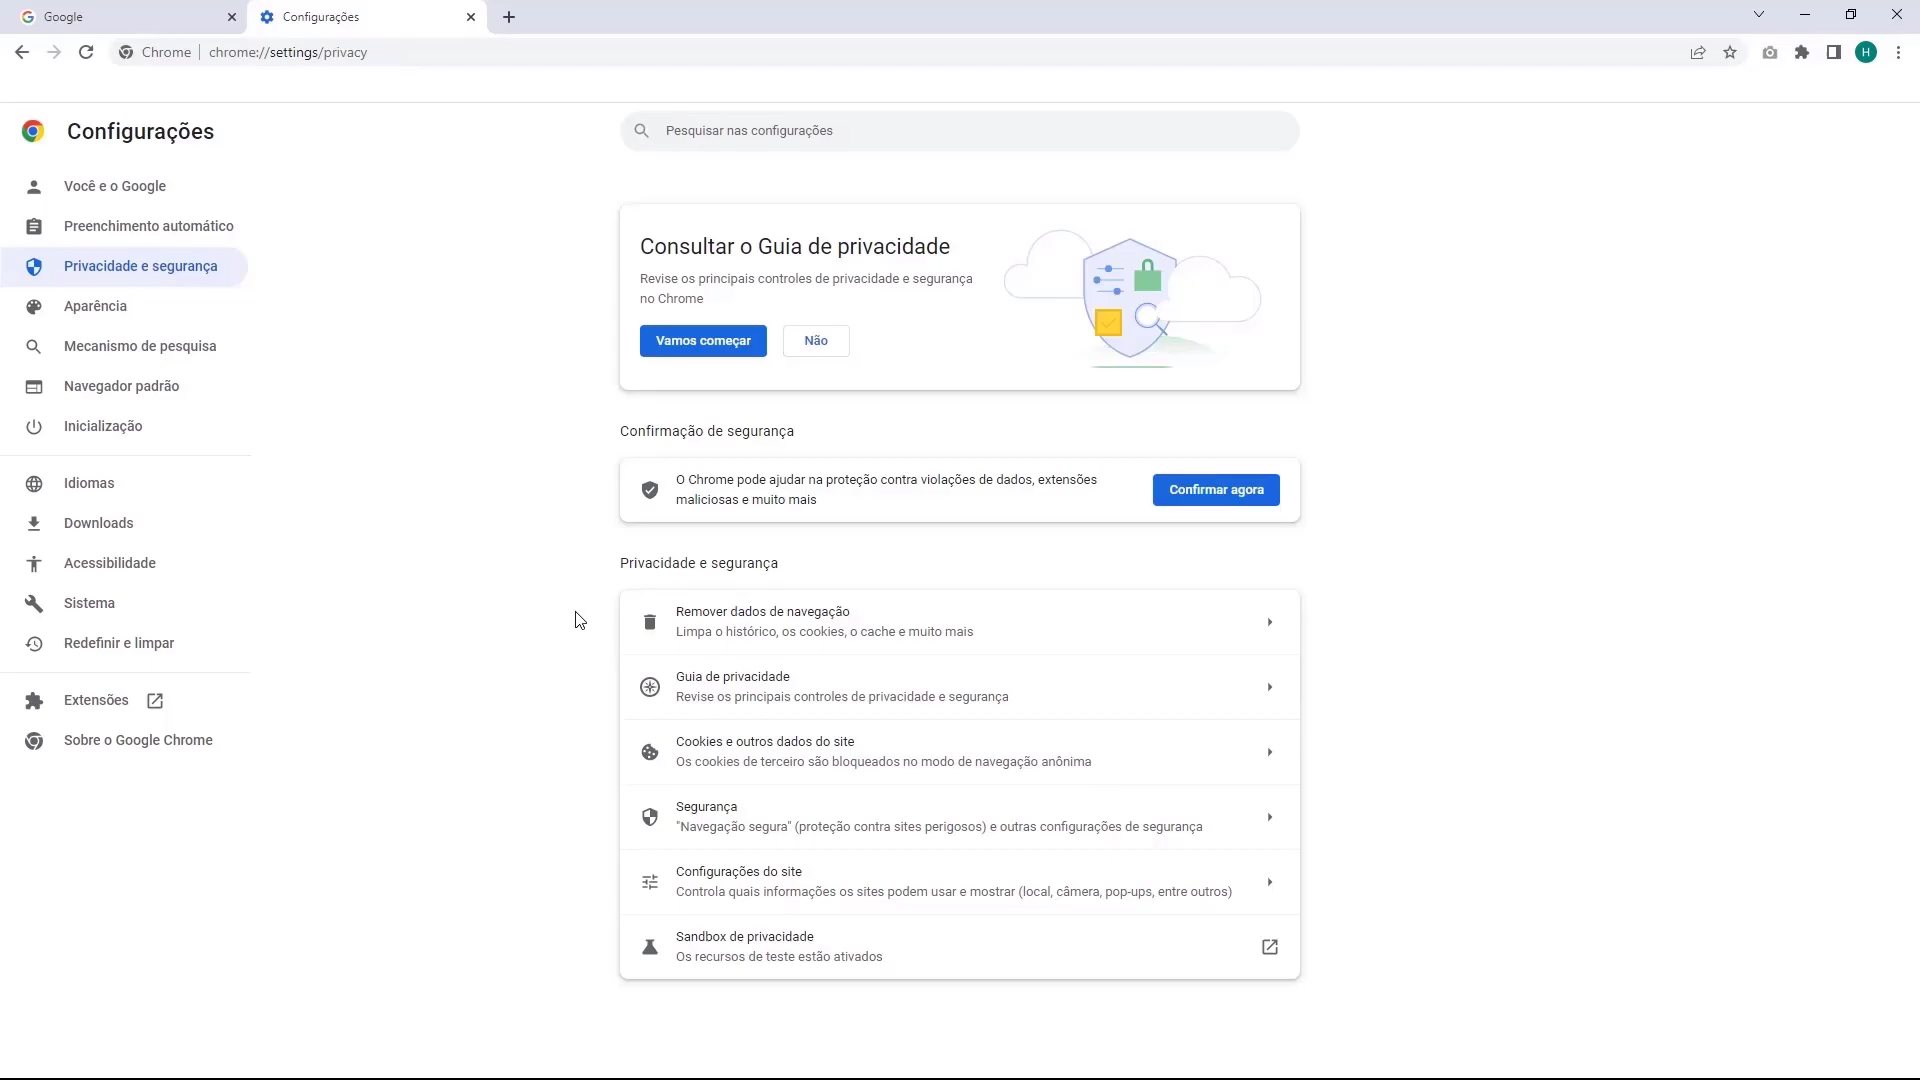 Google
Configurações
Chrome
chrome://settings/privacy
H
Configurações
Pesquisar nas configurações
Você e o Google
Preenchimento automático
Privacidade e segurança
Aparência
Mecanismo de pesquisa
Navegador padrão
Inicialização
Idiomas
Downloads
Acessibilidade
Sistema
Redefinir e limpar
Extensões
Sobre o Google Chrome
Consultar o Guia de privacidade
Revise os principais controles de privacidade e segurança
no Chrome
Vamos começar
Não
Confirmação de segurança
O Chrome pode ajudar na proteção contra violações de dados, extensões
maliciosas e muito mais
Confirmar agora
Privacidade e segurança
Remover dados de navegação
Limpa o histórico, os cookies, o cache e muito mais
Guia de privacidade
Revise os principais controles de privacidade e segurança
Cookies e outros dados do site
Os cookies de terceiro são bloqueados no modo de navegação anônima
Segurança
"Navegação segura" (proteção contra sites perigosos) e outras configurações de segurança
Configurações do site
Controla quais informações os sites podem usar e mostrar (local, câmera, pop-ups, entre outros)
Sandbox de privacidade
Os recursos de teste estão ativados